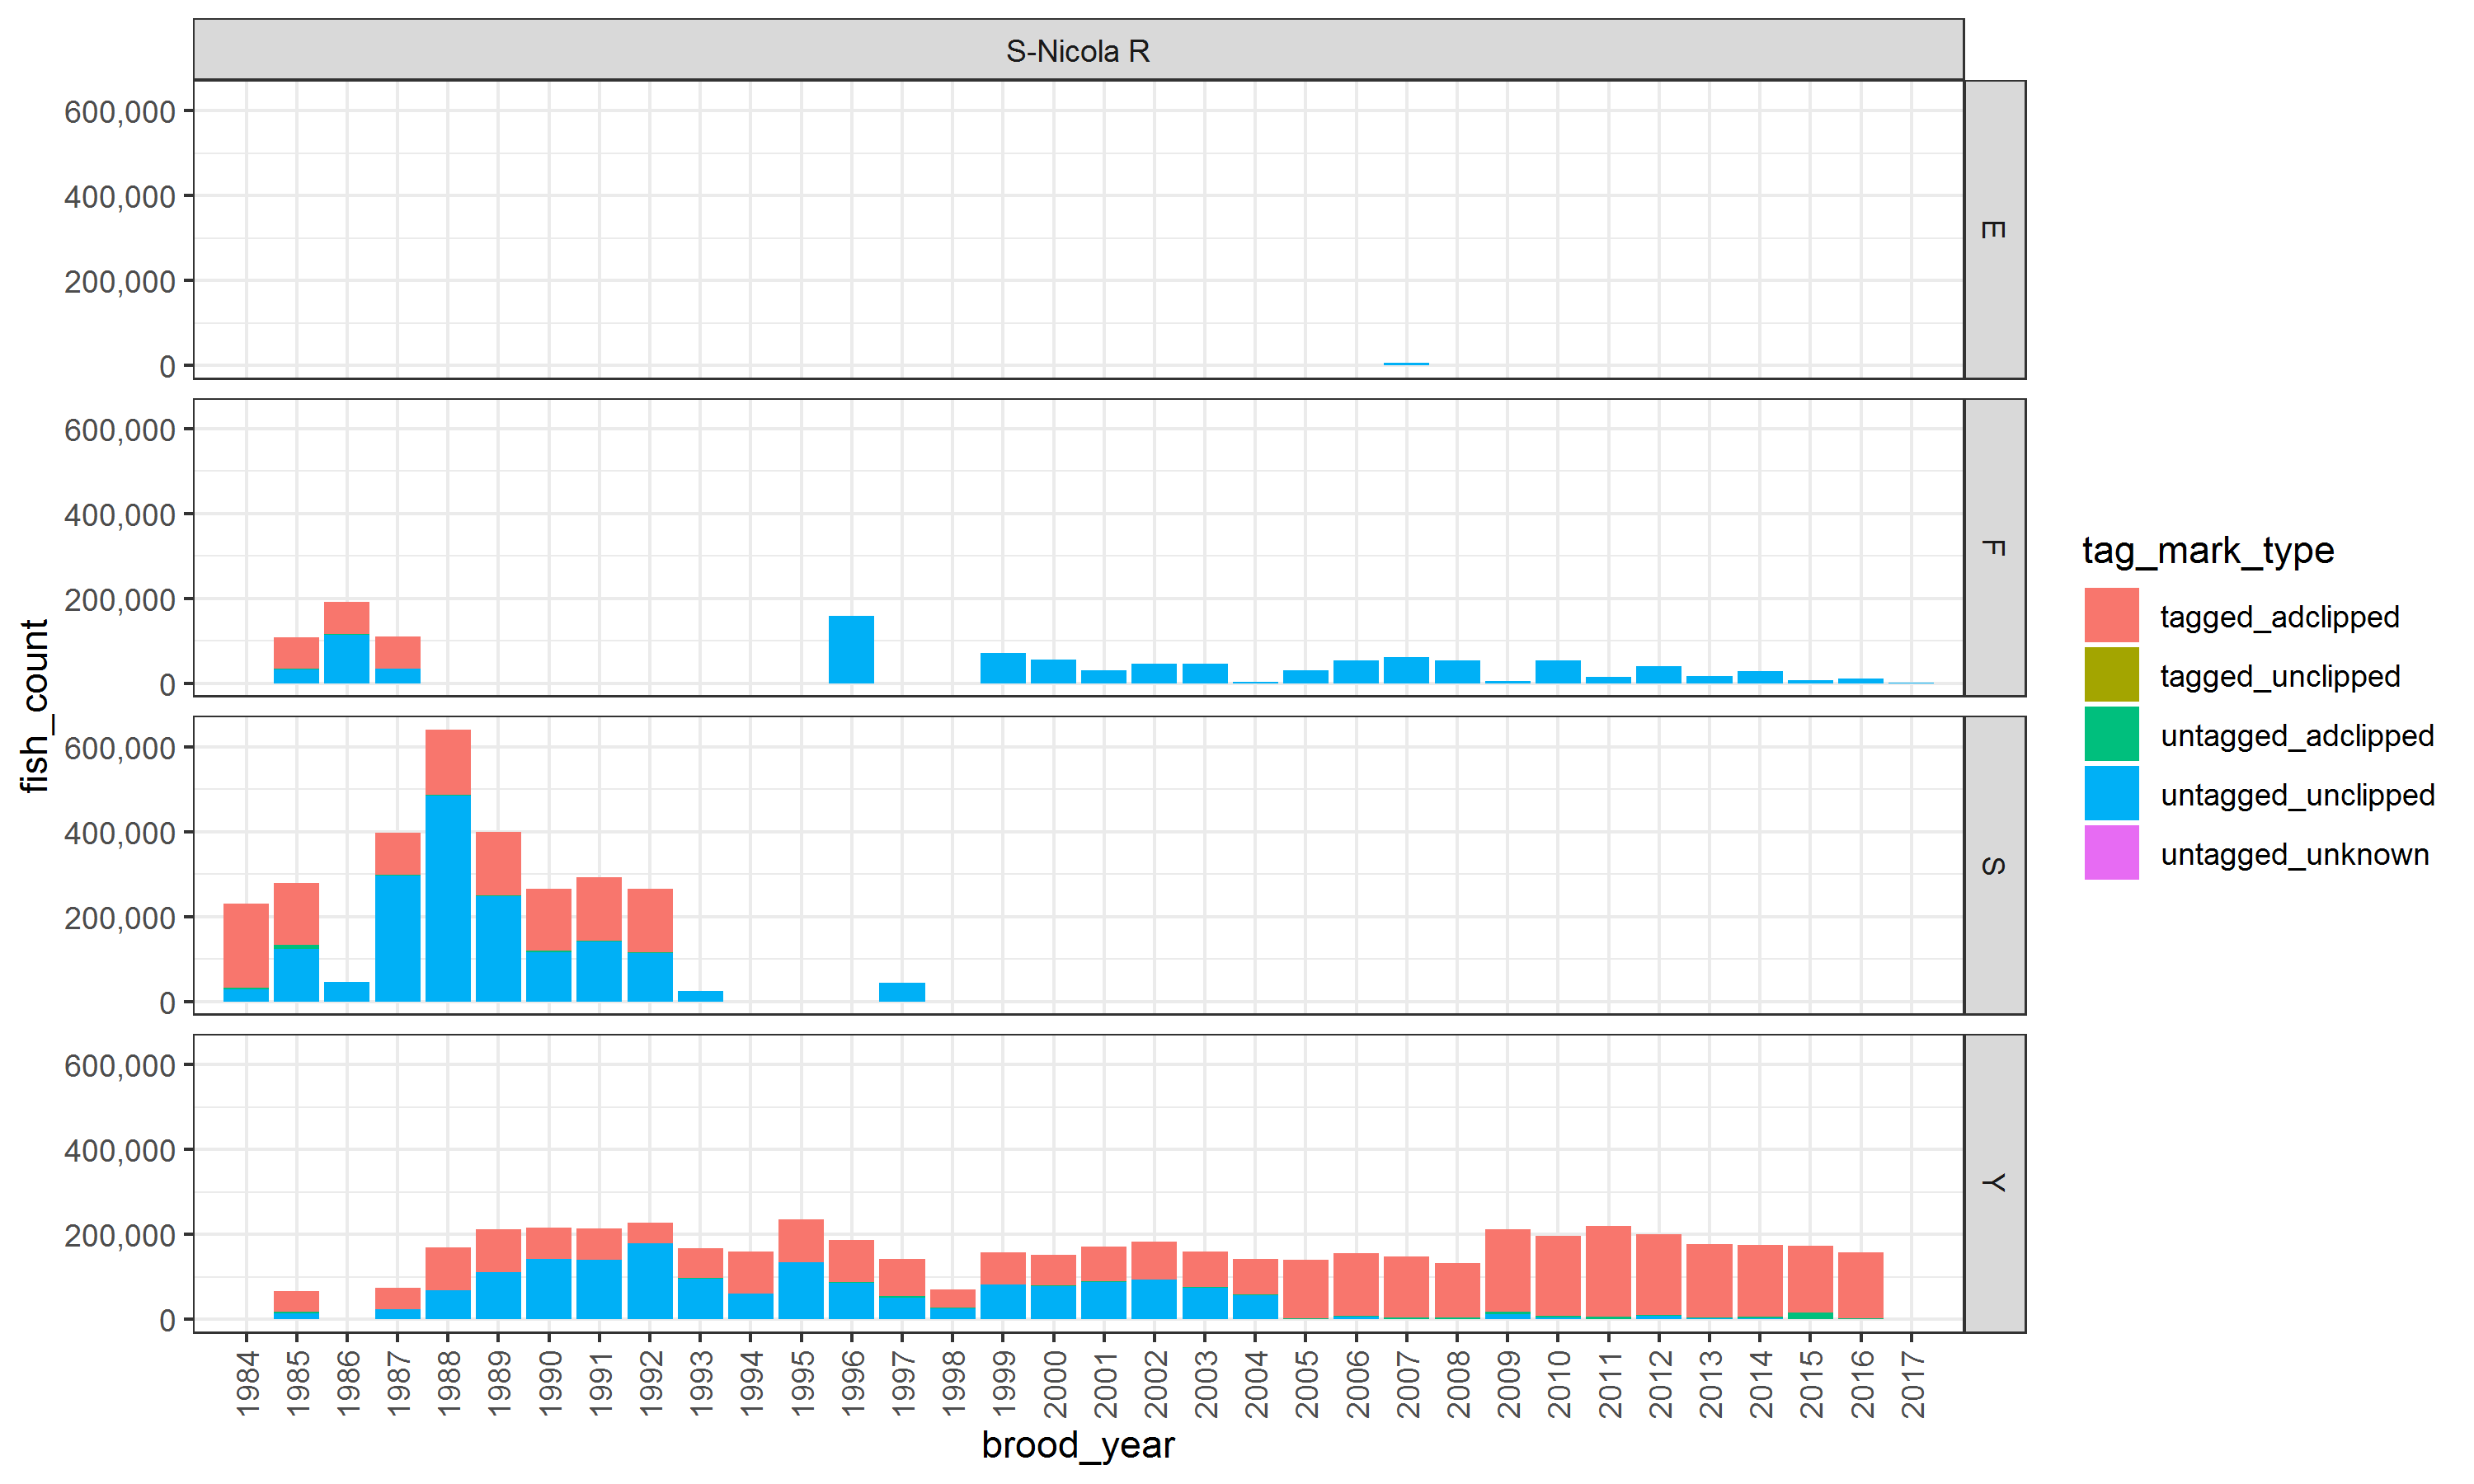 S-Nicola R
600,000
400,000
200,000
0
E
600,000
400,000
200,000
0
F
600,000
400,000
200,000
0
S
600,000
400,000
200,000
0
Y
fish_count
1984 1985 1986 1987 1988 1989 1990 1991 1992 1993 1994 1995 1996 1997 1998 1999 2000 2001 2002 2003 2004 2005 2006 2007 2008 2009 2010 2011 2012 2013 2014 2015 2016 2017
brood_year
tag_mark_type
tagged_adclipped
tagged_unclipped
untagged_adclipped
untagged_unclipped
untagged_unknown